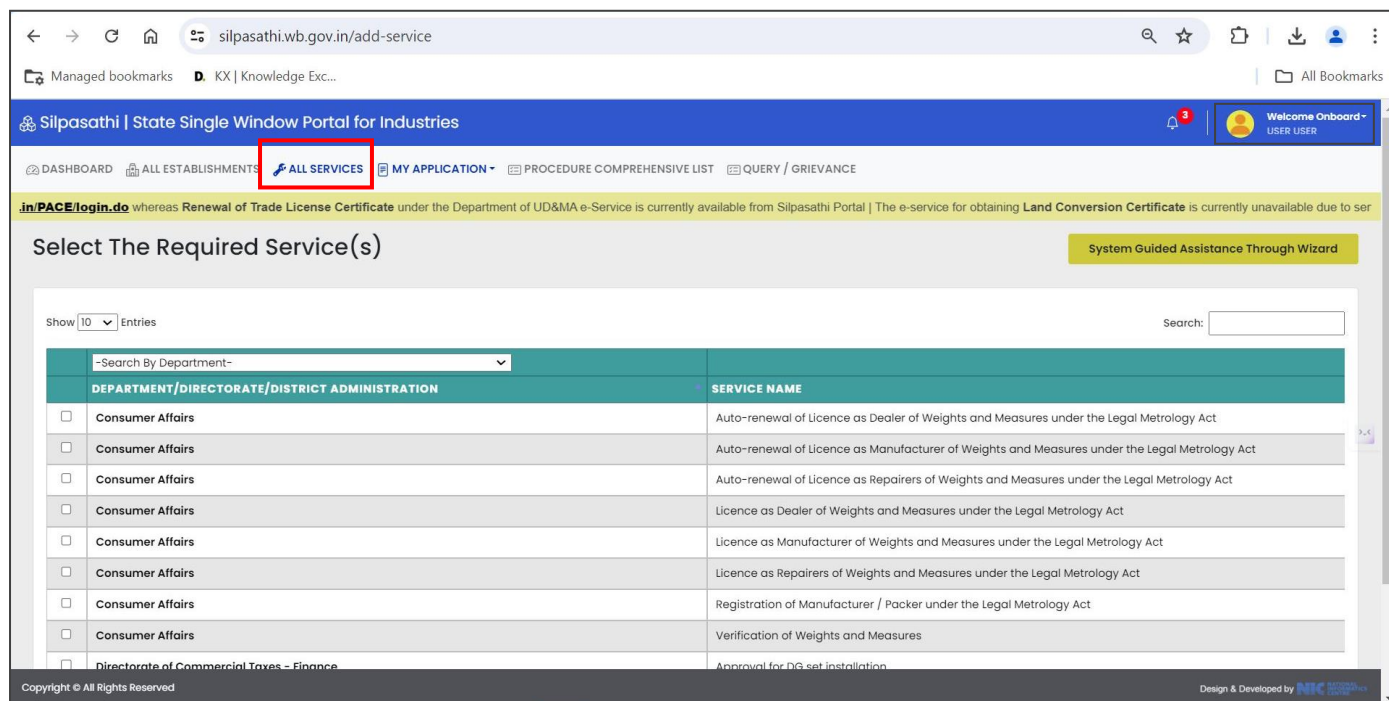 silpasathi.wb.gov.in/add-service
Managed bookmarks D. KX | Knowledge Exc... All Bookmarks
Silpasathi | State Single Window Portal for Industries 3 Welcome Onboard
USER USER
DASHBOARD ALL ESTABLISHMENTS ALL SERVICES MY APPLICATION PROCEDURE COMPREHENSIVE LIST QUERY / GRIEVANCE
.in/PACE/login.do whereas Renewal of Trade License Certificate under the Department of UD&MA e-Service is currently available from Silpasathi Portal | The e-service for obtaining Land Conversion Certificate is currently unavailable due to ser
Select The Required Service(s) System Guided Assistance Through Wizard
Show 10 Entries Search:
-Search By Department-
DEPARTMENT/DIRECTORATE/DISTRICT ADMINISTRATION SERVICE NAME
Consumer Affairs Auto-renewal of Licence as Dealer of Weights and Measures under the Legal Metrology Act
Consumer Affairs Auto-renewal of Licence as Manufacturer of Weights and Measures under the Legal Metrology Act
Consumer Affairs Auto-renewal of Licence as Repairers of Weights and Measures under the Legal Metrology Act
Consumer Affairs Licence as Dealer of Weights and Measures under the Legal Metrology Act
Consumer Affairs Licence as Manufacturer of Weights and Measures under the Legal Metrology Act
Consumer Affairs Licence as Repairers of Weights and Measures under the Legal Metrology Act
Consumer Affairs Registration of Manufacturer / Packer under the Legal Metrology Act
Consumer Affairs Verification of Weights and Measures
Directorate of Commercial Taxes - Finance Approval for DG set installation
Copyright © All Rights Reserved Design & Developed by NIC NATIONAL INFORMATICS CENTRE